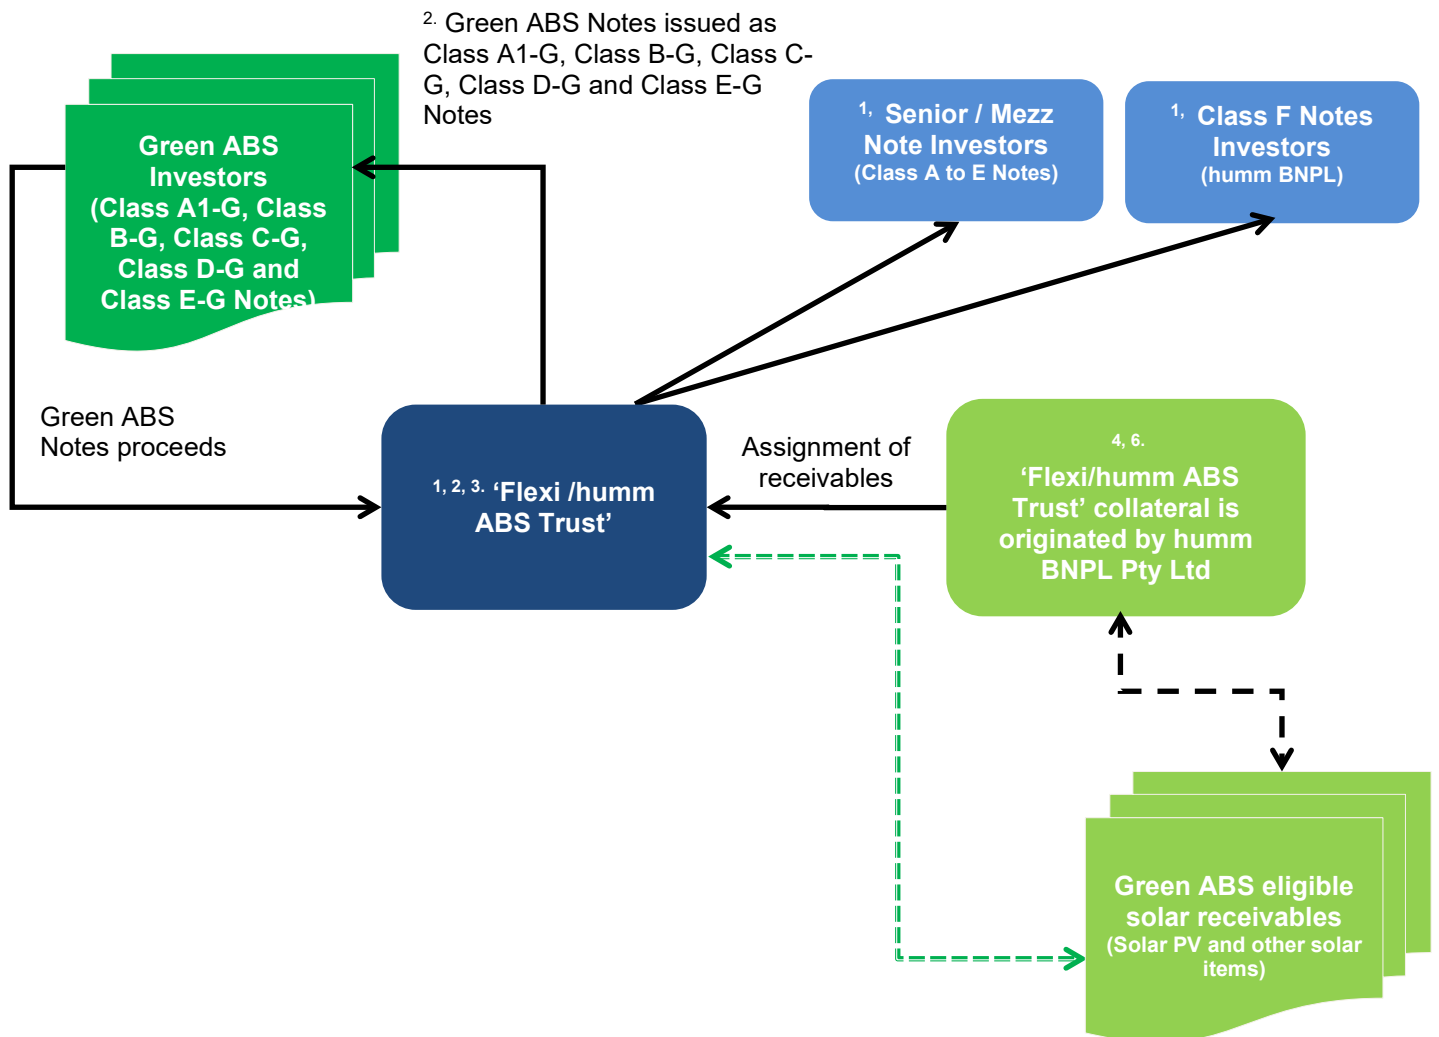 2. Green ABS Notes issued as
Class A1-G, Class B-G, Class C-
G, Class D-G and Class E-G
Notes
Green ABS
Investors
(Class A1-G, Class
B-G, Class C-G,
Class D-G and
Class E-G Notes)
1, Senior / Mezz
Note Investors
(Class A to E Notes)
1, Class F Notes
Investors
(humm BNPL)
Green ABS
Notes proceeds
1, 2, 3. ‘Flexi /humm
ABS Trust’
Assignment of
receivables
4, 6.
‘Flexi/humm ABS
Trust’ collateral is
originated by humm
BNPL Pty Ltd
Green ABS eligible
solar receivables
(Solar PV and other solar
items)